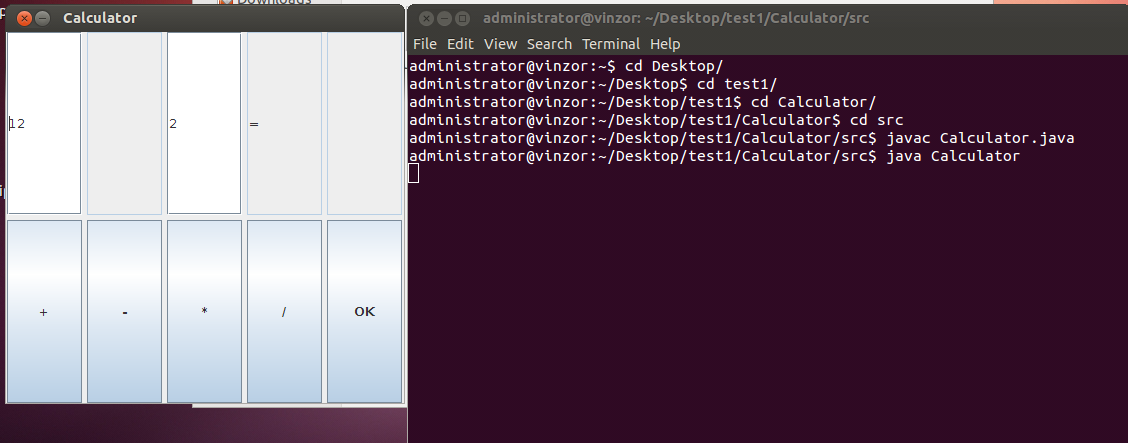 Downloads
Calculator
12 2 =
+ - * / OK
administrator@vinzor: ~/Desktop/test1/Calculator/src
File Edit View Search Terminal Help
administrator@vinzor:~$ cd Desktop/
administrator@vinzor:~/Desktop$ cd test1/
administrator@vinzor:~/Desktop/test1$ cd Calculator/
administrator@vinzor:~/Desktop/test1/Calculator$ cd src
administrator@vinzor:~/Desktop/test1/Calculator/src$ javac Calculator.java
administrator@vinzor:~/Desktop/test1/Calculator/src$ java Calculator